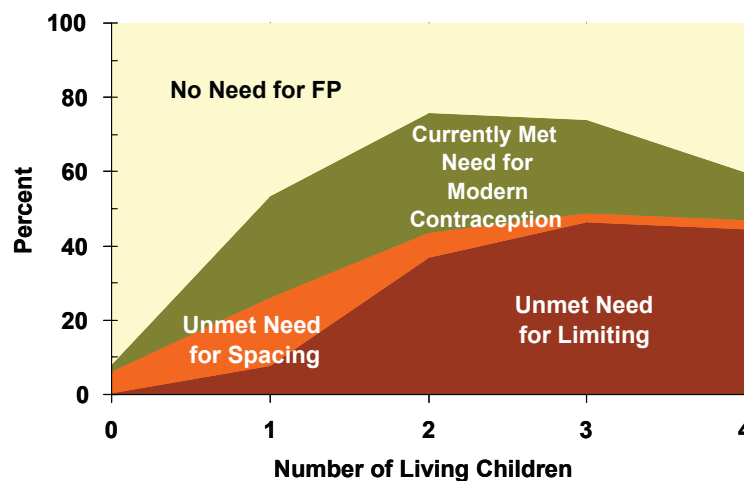 100
80
60
40
20
0
Percent
No Need for FP
Currently Met
Need for
Modern
Contraception
Unmet Need
for Spacing
Unmet Need
for Limiting
0 1 2 3 4
Number of Living Children